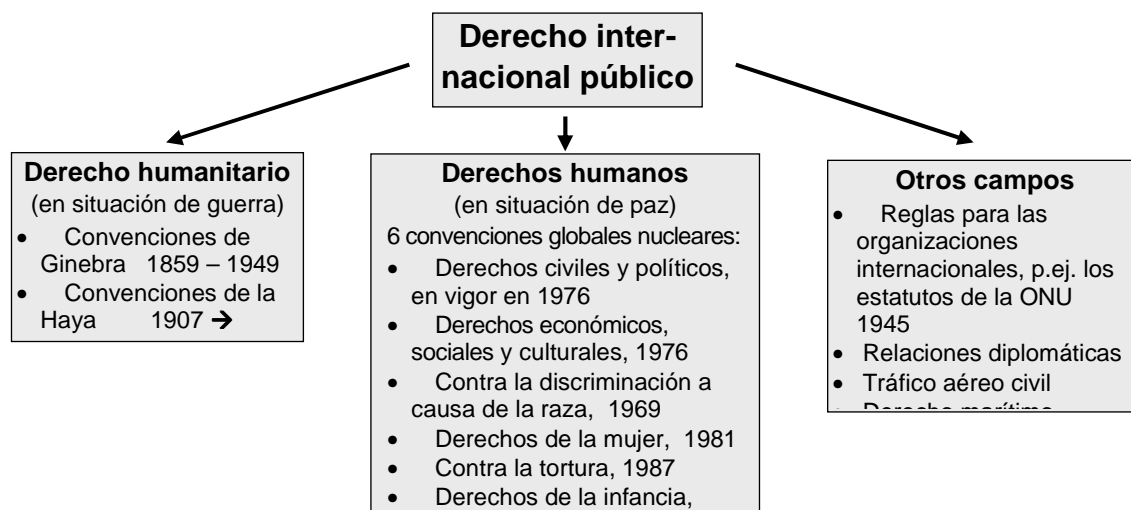 Derecho inter-
nacional público
Derecho humanitario
(en situación de guerra)
• Convenciones de
Ginebra 1859 – 1949
• Convenciones de la
Haya 1907 →
Derechos humanos
(en situación de paz)
6 convenciones globales nucleares:
• Derechos civiles y políticos,
en vigor en 1976
• Derechos económicos,
sociales y culturales, 1976
• Contra la discriminación a
causa de la raza, 1969
• Derechos de la mujer, 1981
• Contra la tortura, 1987
• Derechos de la infancia,
Otros campos
• Reglas para las
organizaciones
internacionales, p.ej. los
estatutos de la ONU
1945
• Relaciones diplomáticas
• Tráfico aéreo civil
• Derecho marítimo